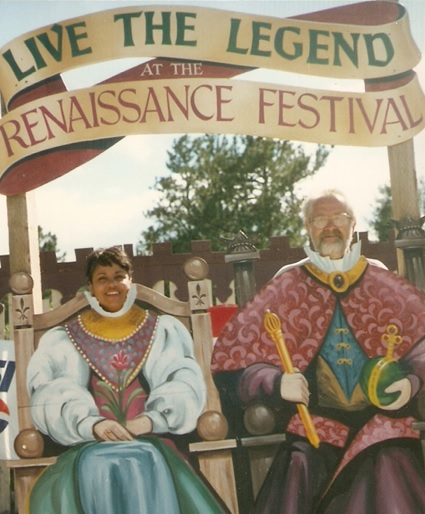 LIVE THE LEGEND
AT THE
RENAISSANCE FESTIVAL